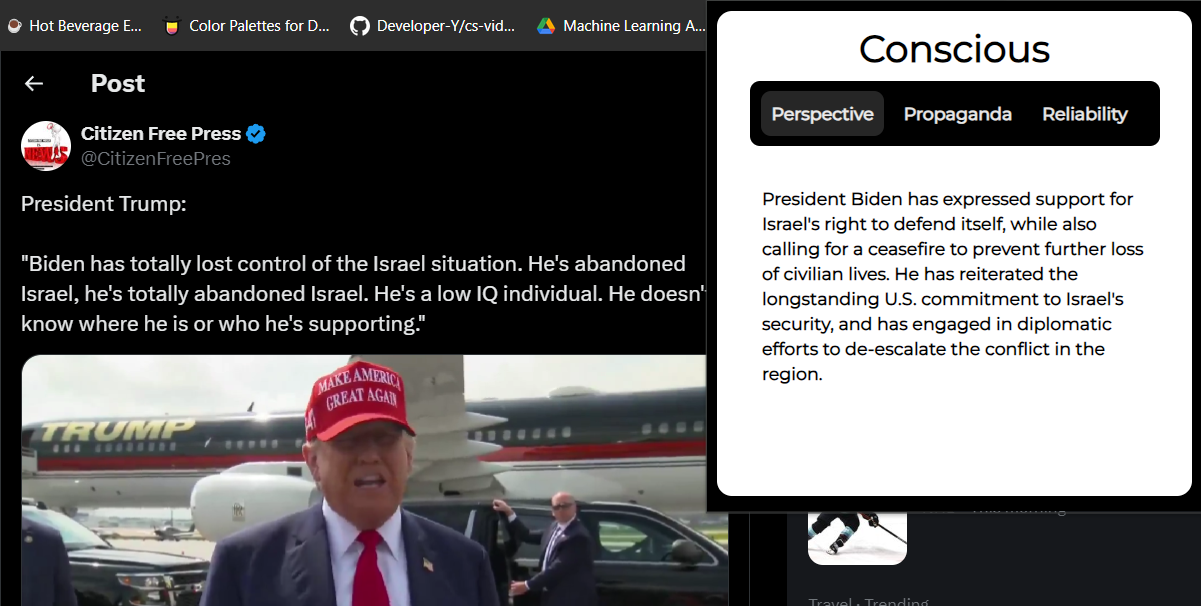 Hot Beverage E...
Color Palettes for D...
Developer-Y/cs-vid...
Machine Learning A...
Post
Citizen Free Press
@CitizenFreePres
President Trump:
"Biden has totally lost control of the Israel situation. He's abandoned
Israel, he's totally abandoned Israel. He's a low IQ individual. He doesn't
know where he is or who he's supporting."
MAKE AMERICA
GREAT AGAIN
TRUMP
Conscious
Perspective
Propaganda
Reliability
President Biden has expressed support for
Israel's right to defend itself, while also
calling for a ceasefire to prevent further loss
of civilian lives. He has reiterated the
longstanding U.S. commitment to Israel's
security, and has engaged in diplomatic
efforts to de-escalate the conflict in the
region.
Travel · Trending